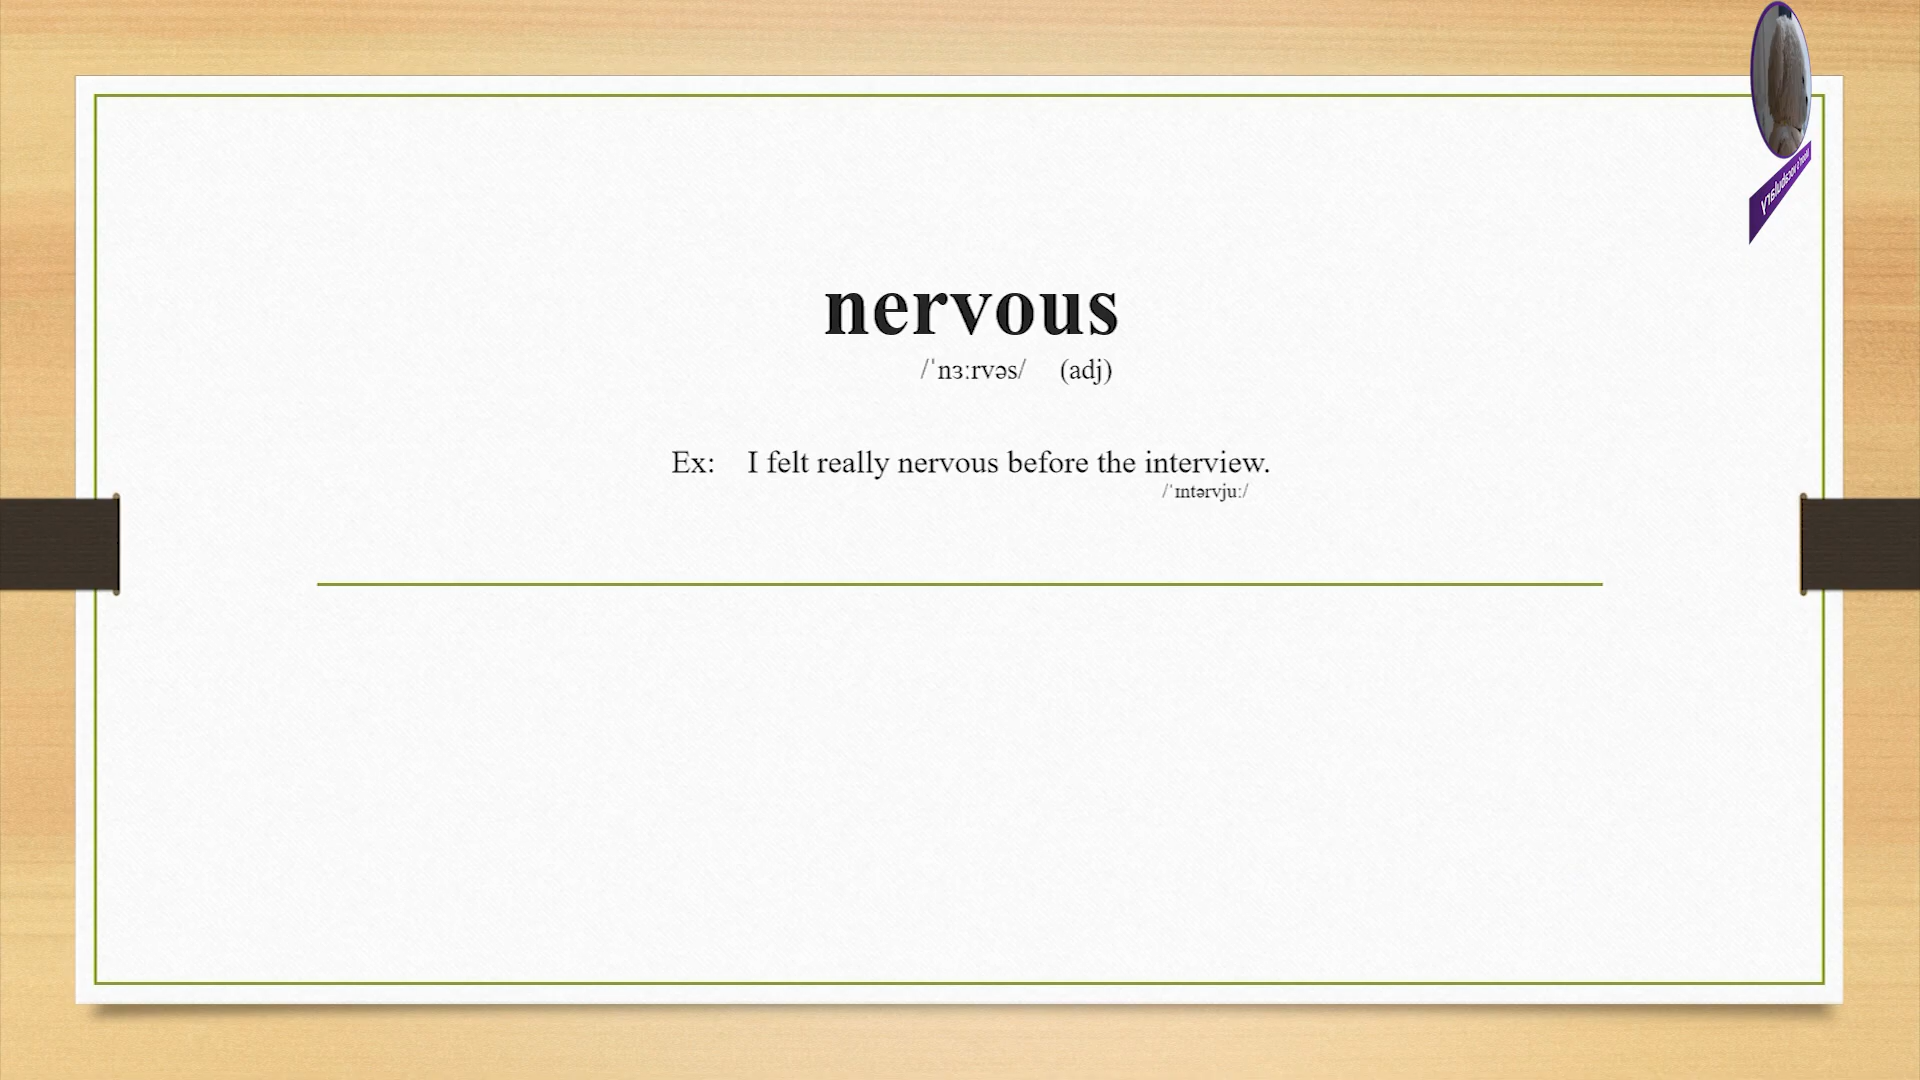 nervous
/ˈnɜːrvəs/ (adj)
Ex: I felt really nervous before the interview.
/ˈɪntərvjuː/